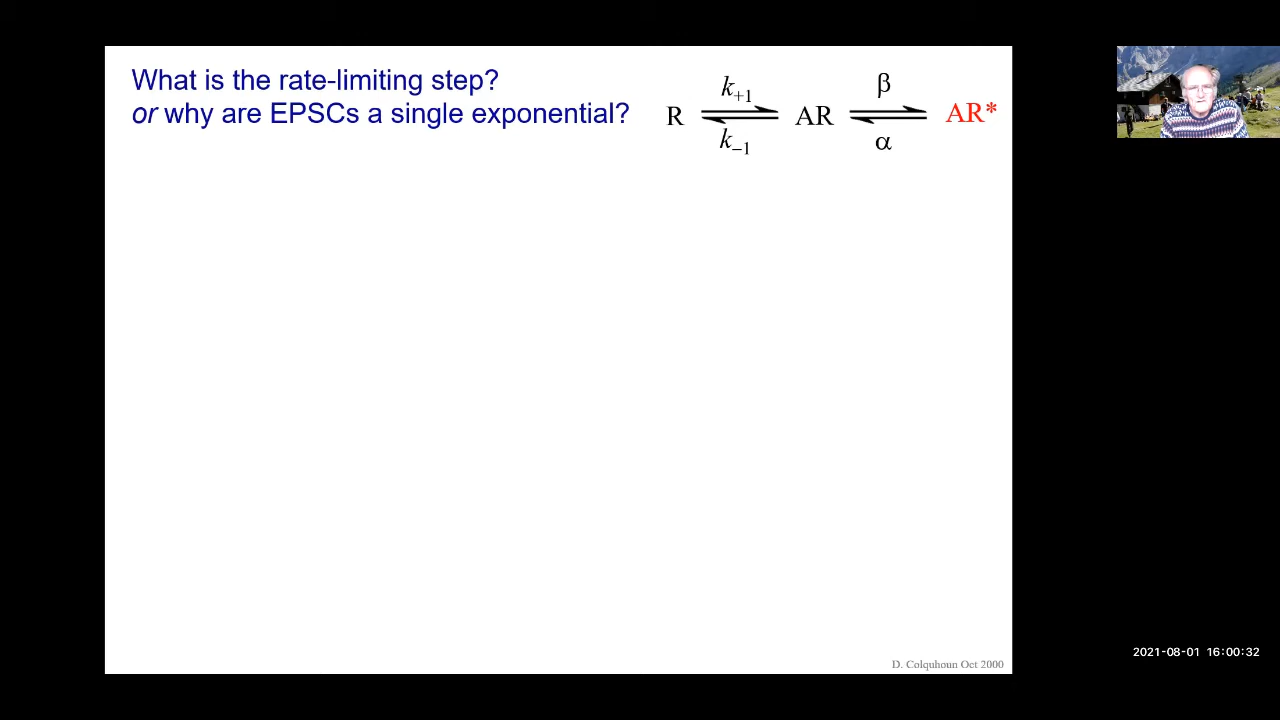 What is the rate-limiting step?
or why are EPSCs a single exponential?
k+1
β
R
AR
AR*
k−1
α
D. Colquhoun Oct 2000
2021-08-01 16:00:32